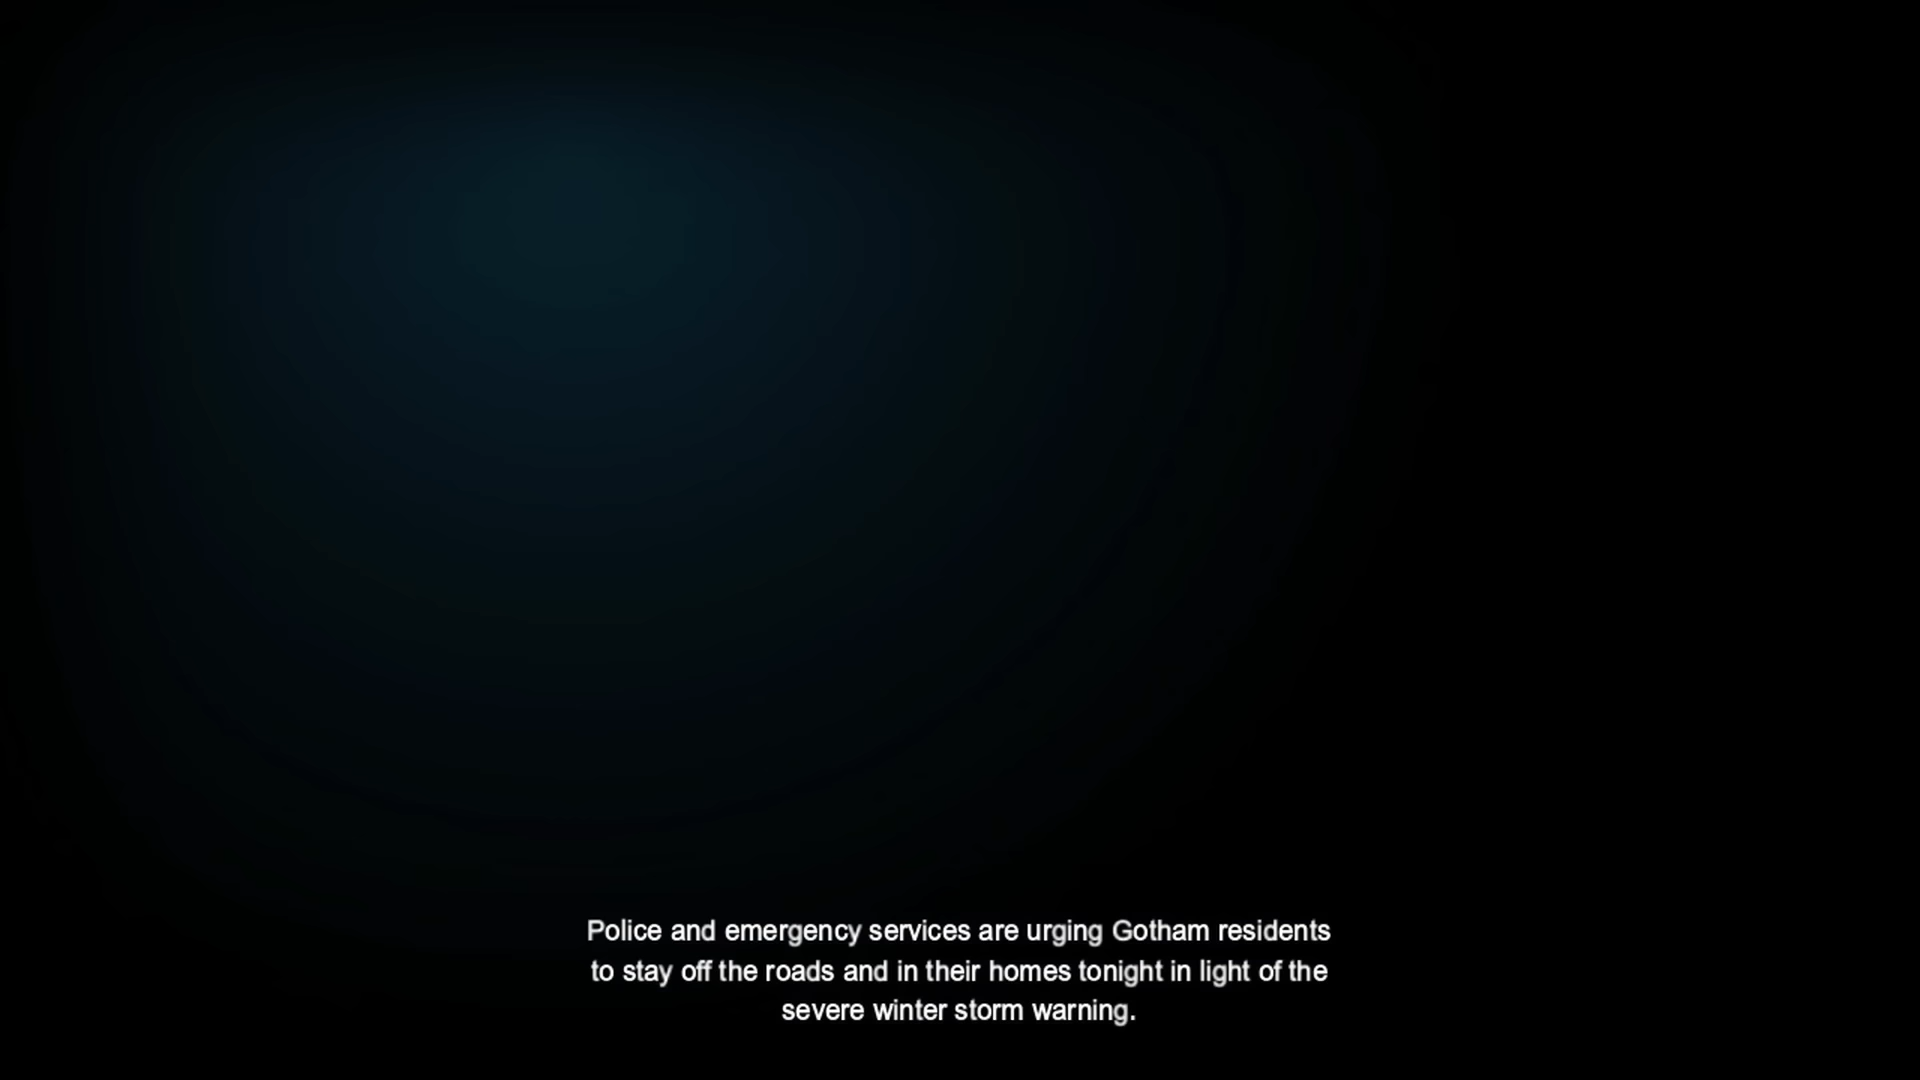 Police and emergency services are urging Gotham residents
to stay off the roads and in their homes tonight in light of the
severe winter storm warning.